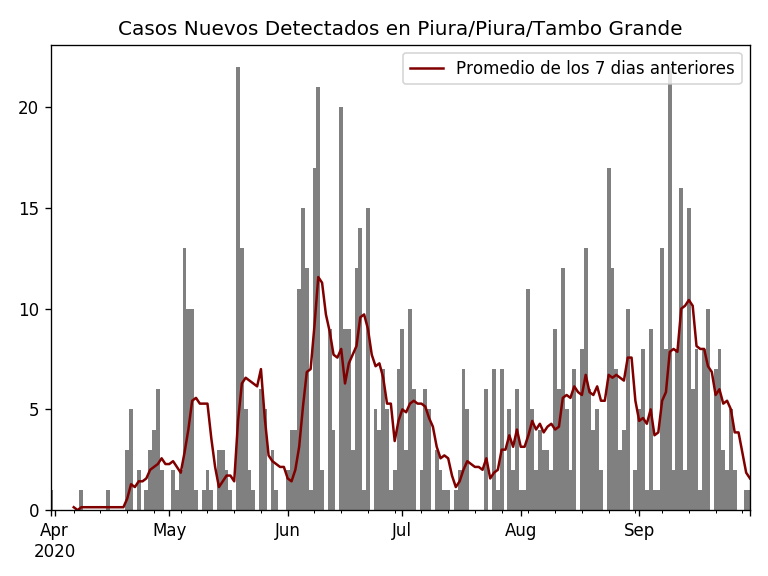 Casos Nuevos Detectados en Piura/Piura/Tambo Grande
Promedio de los 7 dias anteriores
20
15
10
5
0
Apr May Jun Jul Aug Sep
2020